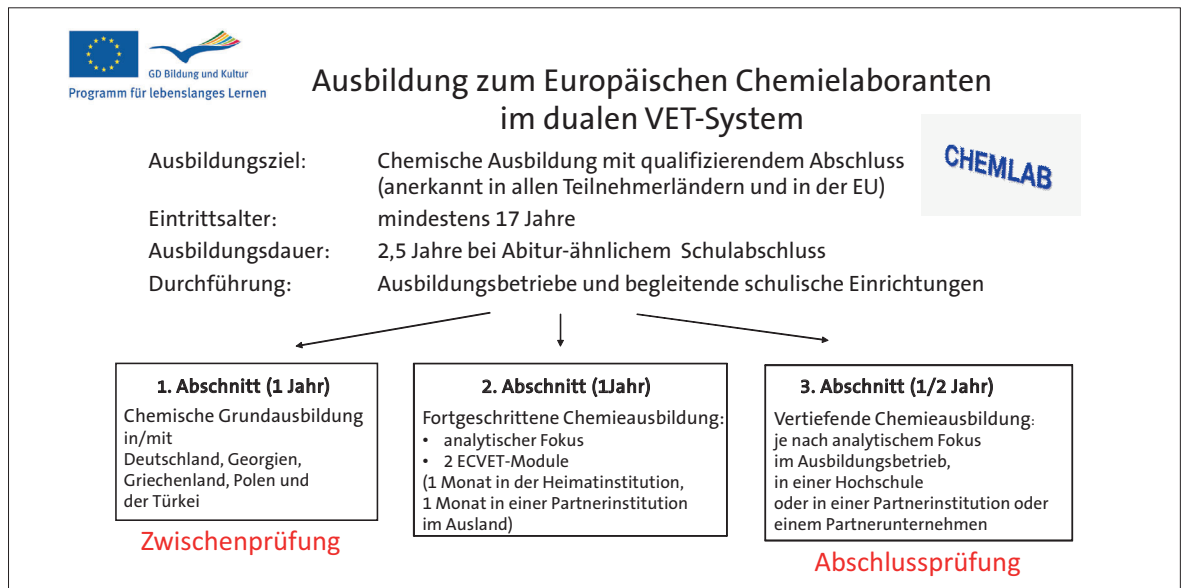 GD Bildung und Kultur
Programm für lebenslanges Lernen
Ausbildung zum Europäischen Chemielaboranten
im dualen VET-System
CHEMLAB
Ausbildungsziel: Chemische Ausbildung mit qualifizierendem Abschluss
(anerkannt in allen Teilnehmerländern und in der EU)
Eintrittsalter: mindestens 17 Jahre
Ausbildungsdauer: 2,5 Jahre bei Abitur-ähnlichem Schulabschluss
Durchführung: Ausbildungsbetriebe und begleitende schulische Einrichtungen
1. Abschnitt (1 Jahr)
Chemische Grundausbildung
in/mit
Deutschland, Georgien,
Griechenland, Polen und
der Türkei
Zwischenprüfung
2. Abschnitt (1Jahr)
Fortgeschrittene Chemieausbildung:
• analytischer Fokus
• 2 ECVET-Module
(1 Monat in der Heimatinstitution,
1 Monat in einer Partnerinstitution
im Ausland)
3. Abschnitt (1/2 Jahr)
Vertiefende Chemieausbildung:
je nach analytischem Fokus
im Ausbildungsbetrieb,
in einer Hochschule
oder in einer Partnerinstitution oder
einem Partnerunternehmen
Abschlussprüfung